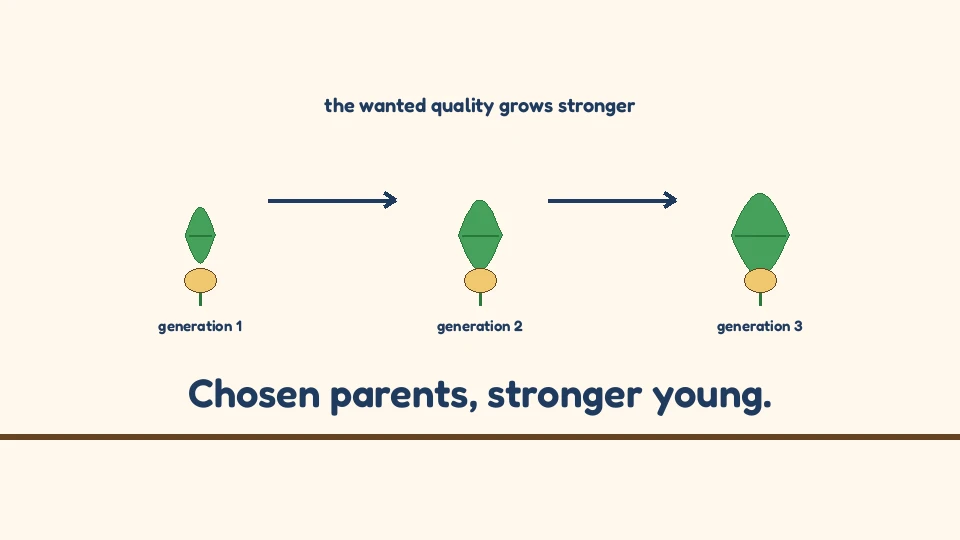 the wanted quality grows stronger
generation 1
generation 2
generation 3
Chosen parents, stronger young.